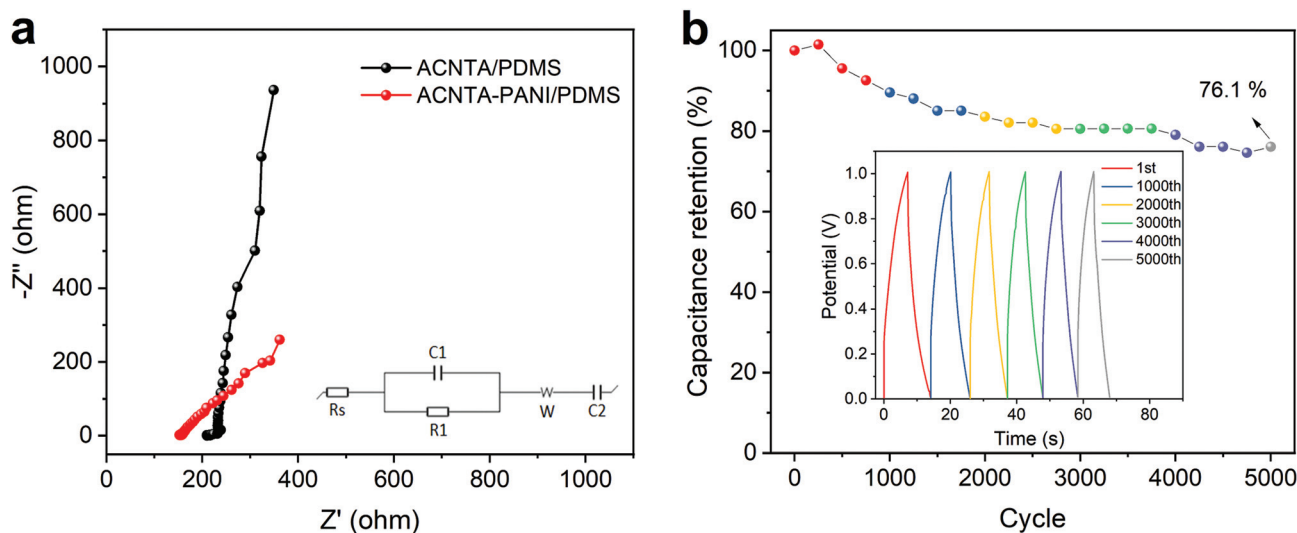 a
1000
800
600
400
200
0
-Z" (ohm)
ACNTA/PDMS
ACNTA-PANI/PDMS
C1
Rs
R1
W
C2
200
400
600
800
1000
Z' (ohm)
b
100
80
60
40
20
0
Capacitance retention (%)
76.1 %
1.0
0.8
0.6
0.4
0.2
0.0
Potential (V)
1st
1000th
2000th
3000th
4000th
5000th
0
20
40
60
80
Time (s)
0
1000
2000
3000
4000
5000
Cycle